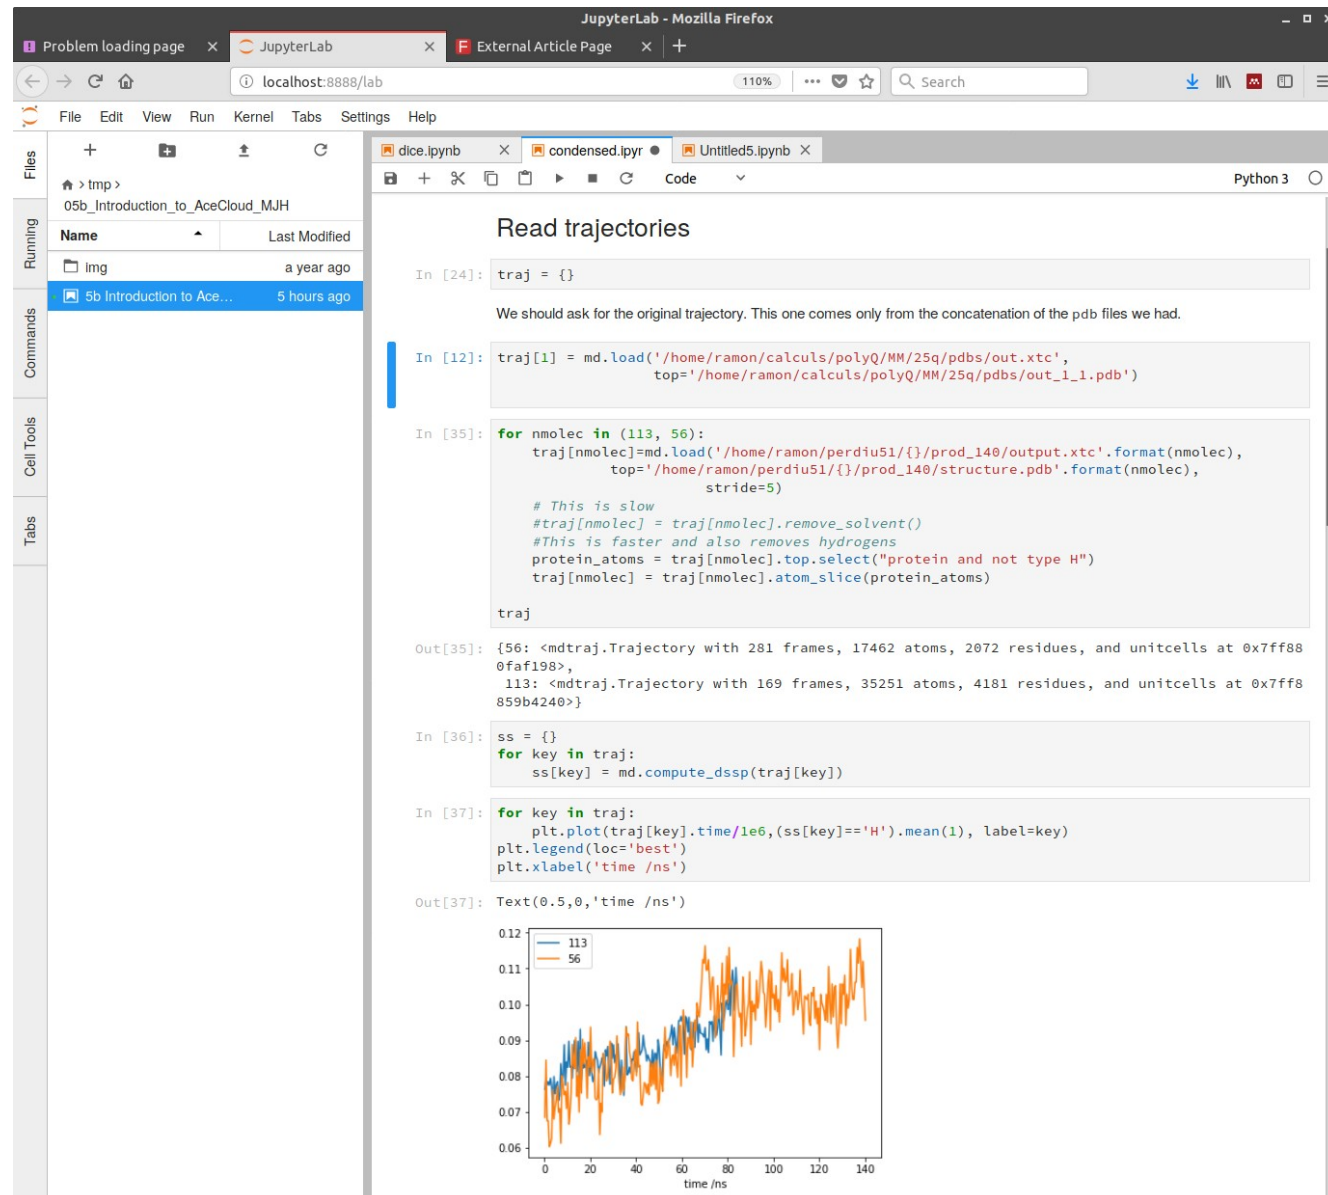 JupyterLab - Mozilla Firefox
Problem loading page
JupyterLab
External Article Page
localhost:8888/lab
110%
Search
File Edit View Run Kernel Tabs Settings Help
Files
Running
Commands
Cell Tools
Tabs
> tmp >
05b_Introduction_to_AceCloud_MJH
Name Last Modified
img a year ago
5b Introduction to Ace... 5 hours ago
dice.ipynb
condensed.ipyr
Untitled5.ipynb
Code
Python 3
Read trajectories
In [24]: traj = {}
We should ask for the original trajectory. This one comes only from the concatenation of the pdb files we had.
In [12]: traj[1] = md.load('/home/ramon/calculs/polyQ/MM/25q/pdbs/out.xtc',
top='/home/ramon/calculs/polyQ/MM/25q/pdbs/out_1_1.pdb')
In [35]: for nmolec in (113, 56):
traj[nmolec]=md.load('/home/ramon/perdiu51/{}/prod_140/output.xtc'.format(nmolec),
top='/home/ramon/perdiu51/{}/prod_140/structure.pdb'.format(nmolec),
stride=5)
# This is slow
#traj[nmolec] = traj[nmolec].remove_solvent()
#This is faster and also removes hydrogens
protein_atoms = traj[nmolec].top.select("protein and not type H")
traj[nmolec] = traj[nmolec].atom_slice(protein_atoms)
traj
Out[35]: {56: <mdtraj.Trajectory with 281 frames, 17462 atoms, 2072 residues, and unitcells at 0x7ff88
0faf198>,
113: <mdtraj.Trajectory with 169 frames, 35251 atoms, 4181 residues, and unitcells at 0x7ff8
859b4240>}
In [36]: ss = {}
for key in traj:
ss[key] = md.compute_dssp(traj[key])
In [37]: for key in traj:
plt.plot(traj[key].time/1e6,(ss[key]=='H').mean(1), label=key)
plt.legend(loc='best')
plt.xlabel('time /ns')
Out[37]: Text(0.5,0,'time /ns')
0.12
0.11
0.10
0.09
0.08
0.07
0.06
113
56
0 20 40 60 80 100 120 140
time /ns